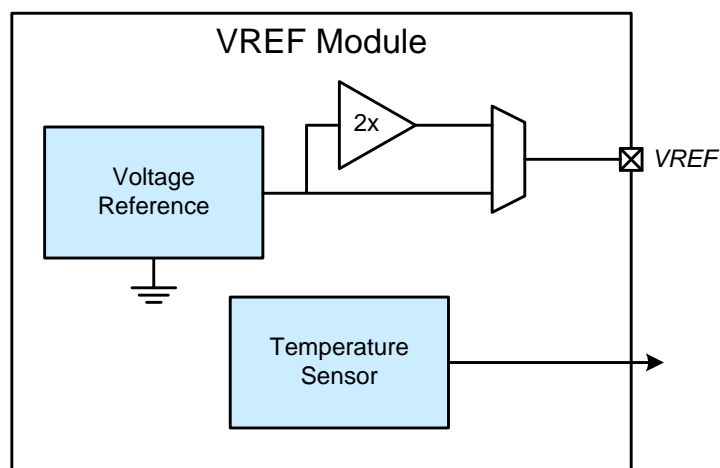 VREF Module
2x
Voltage
Reference
VREF
Temperature
Sensor